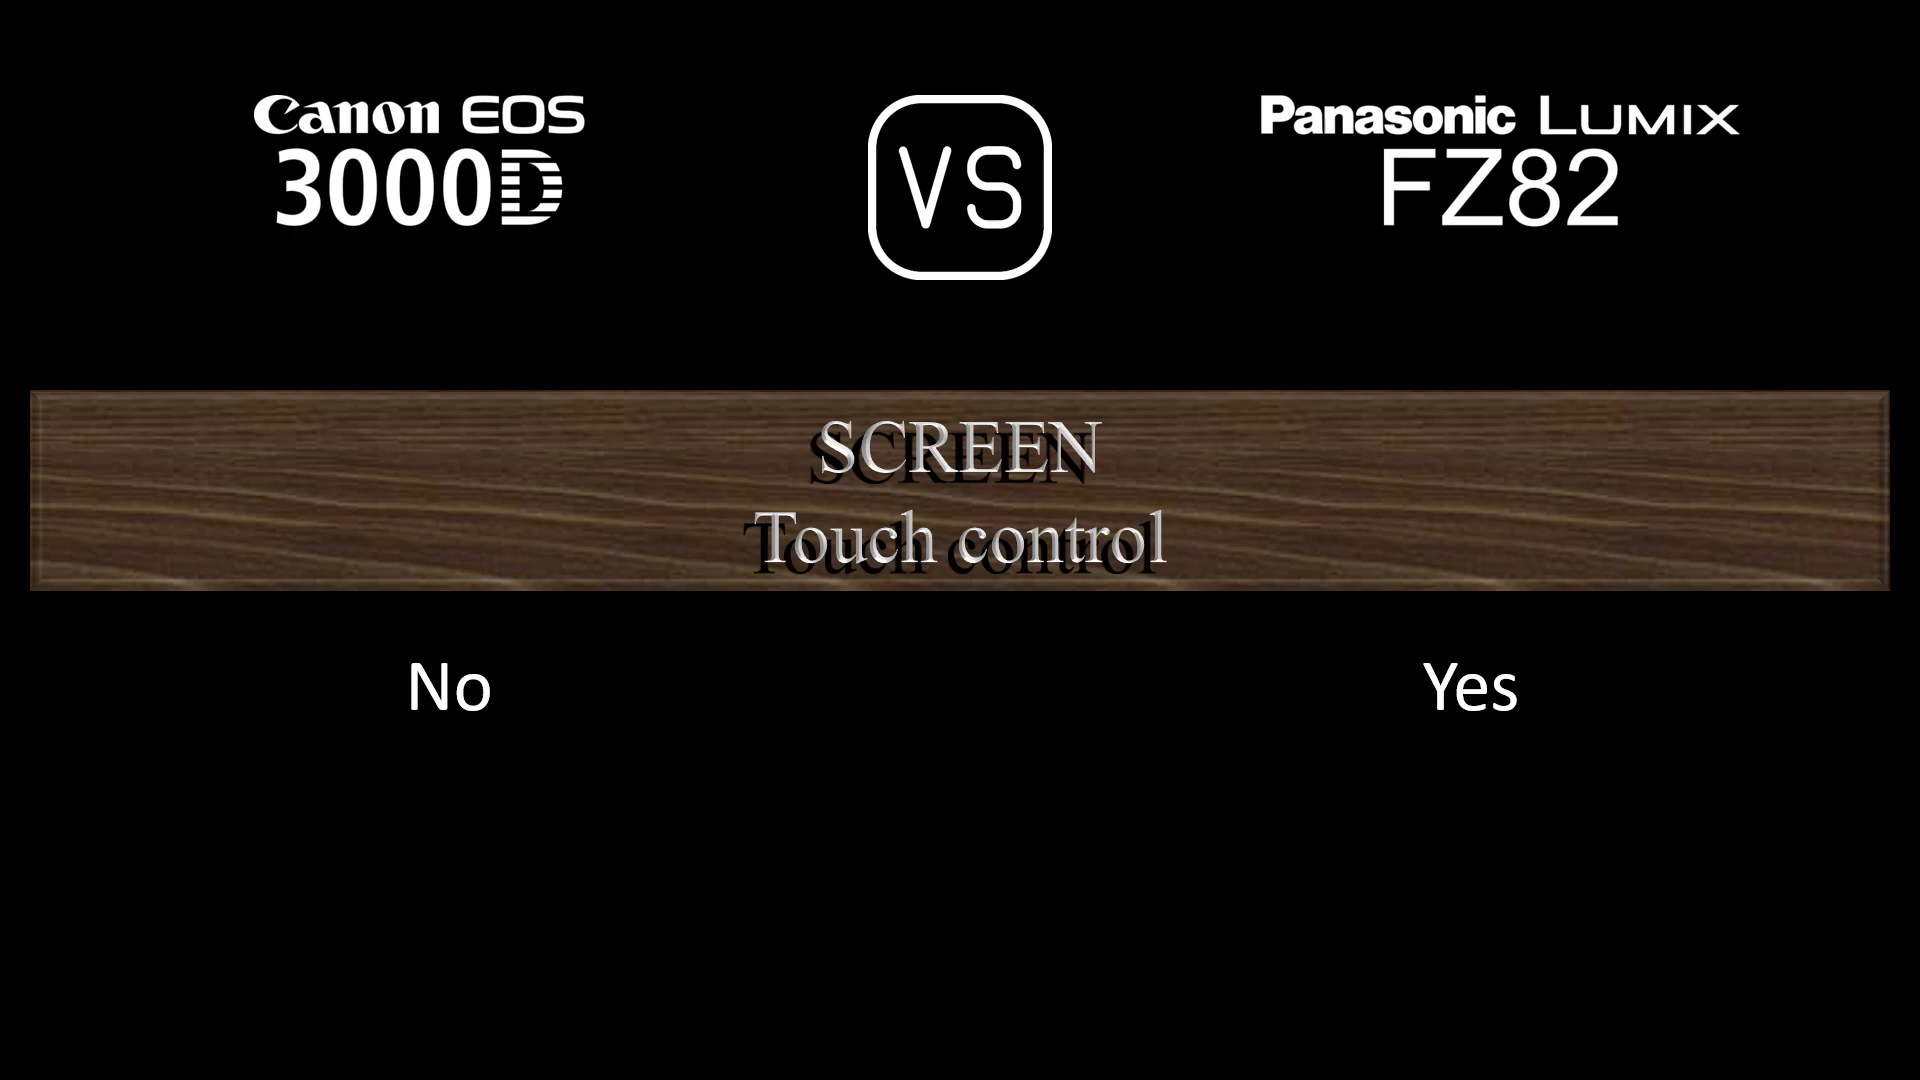 Canon EOS
3000D
VS
Panasonic LUMIX
FZ82
SCREEN
Touch control
No
Yes